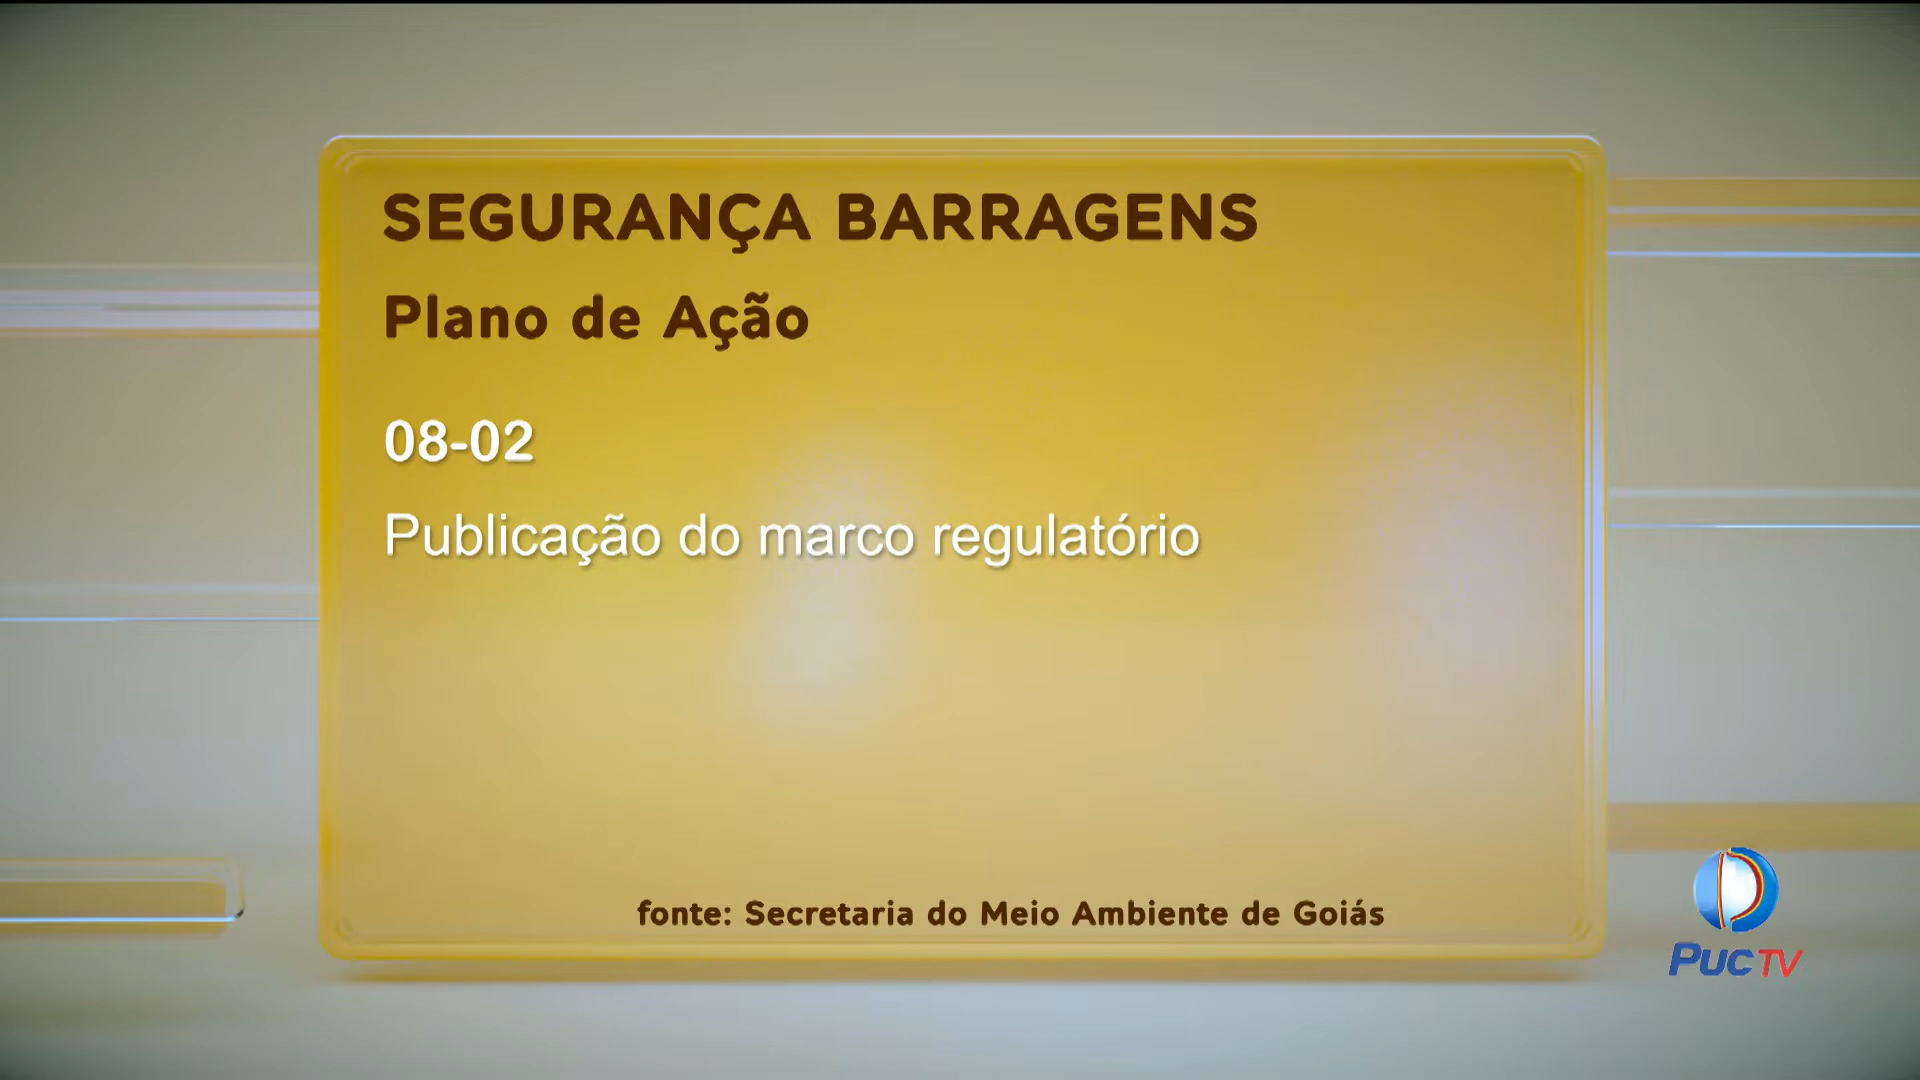 SEGURANÇA BARRAGENS
Plano de Ação
08-02
Publicação do marco regulatório
fonte: Secretaria do Meio Ambiente de Goiás
PUC TV